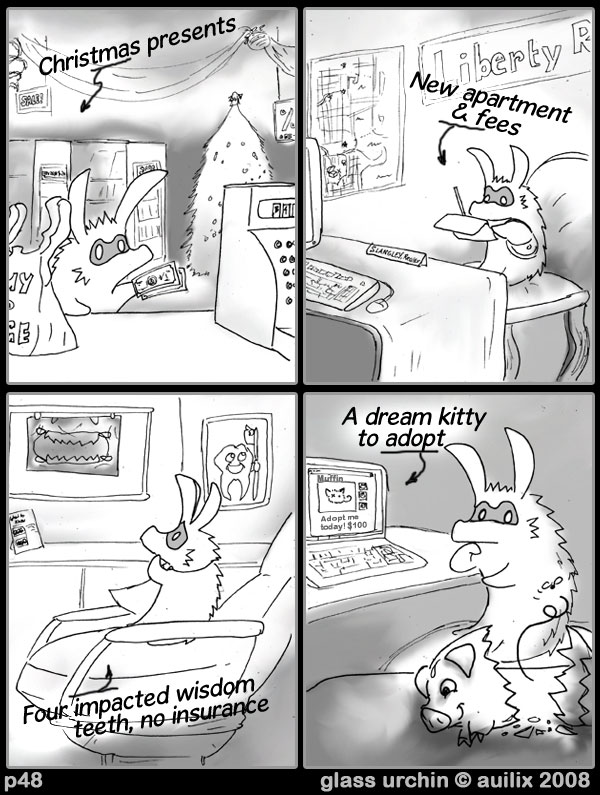 Christmas presents
SALE!
New apartment
& fees
Liberty R
S. LANGLEY,
Four impacted wisdom
teeth, no insurance
A dream kitty
to adopt
Muffin
Adopt me
today! $100
p48
glass urchin © auilix 2008